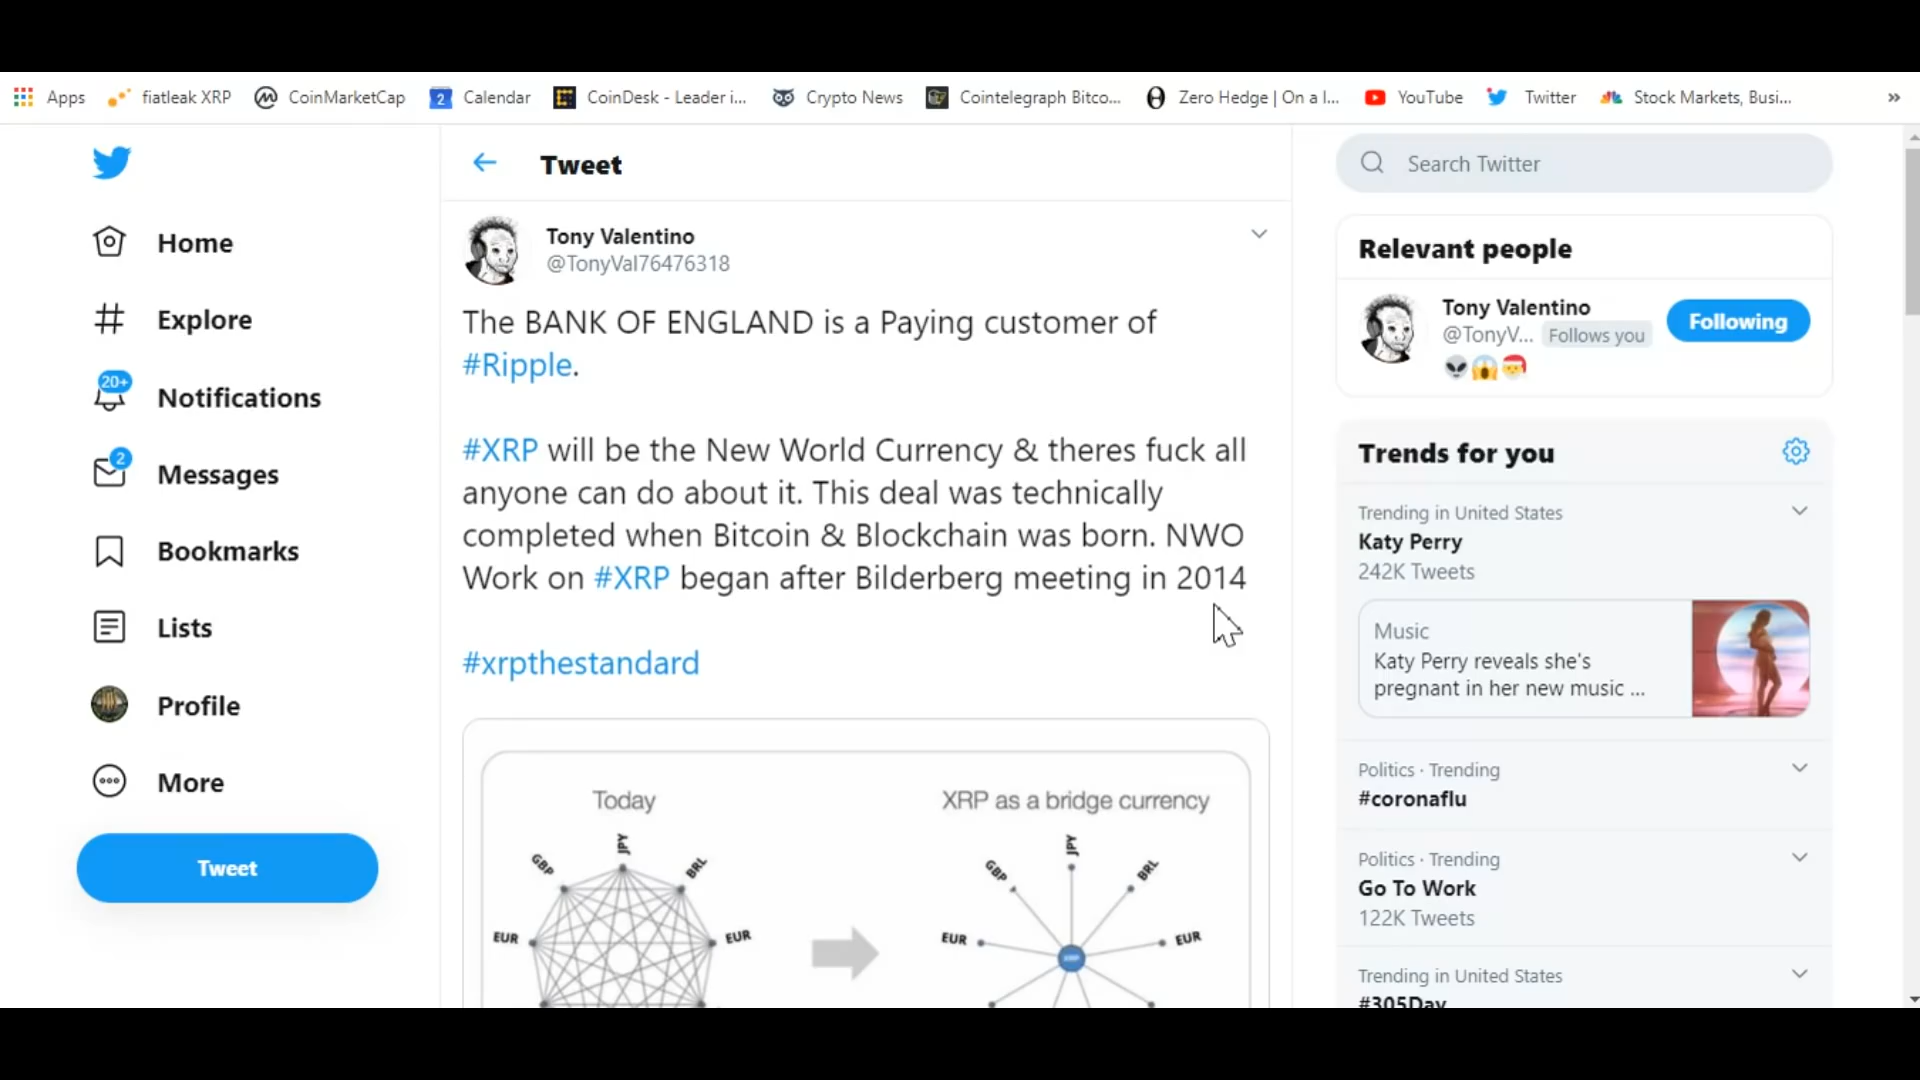 Apps fiatleak XRP CoinMarketCap 2 Calendar CoinDesk - Leader i... Crypto News Cointelegraph Bitco... Zero Hedge | On a l... YouTube Twitter Stock Markets, Busi... »
Home
Explore
20+
Notifications
2
Messages
Bookmarks
Lists
Profile
More
Tweet
Tweet
Tony Valentino
@TonyVal76476318
The BANK OF ENGLAND is a Paying customer of
#Ripple.
#XRP will be the New World Currency & theres fuck all
anyone can do about it. This deal was technically
completed when Bitcoin & Blockchain was born. NWO
Work on #XRP began after Bilderberg meeting in 2014
#xrpthestandard
Today
JPY
GBP
BRL
EUR
EUR
XRP as a bridge currency
JPY
GBP
BRL
EUR
EUR
XRP
Search Twitter
Relevant people
Tony Valentino
@TonyV... Follows you
Following
Trends for you
Trending in United States
Katy Perry
242K Tweets
Music
Katy Perry reveals she's
pregnant in her new music ...
Politics · Trending
#coronaflu
Politics · Trending
Go To Work
122K Tweets
Trending in United States
#305Day